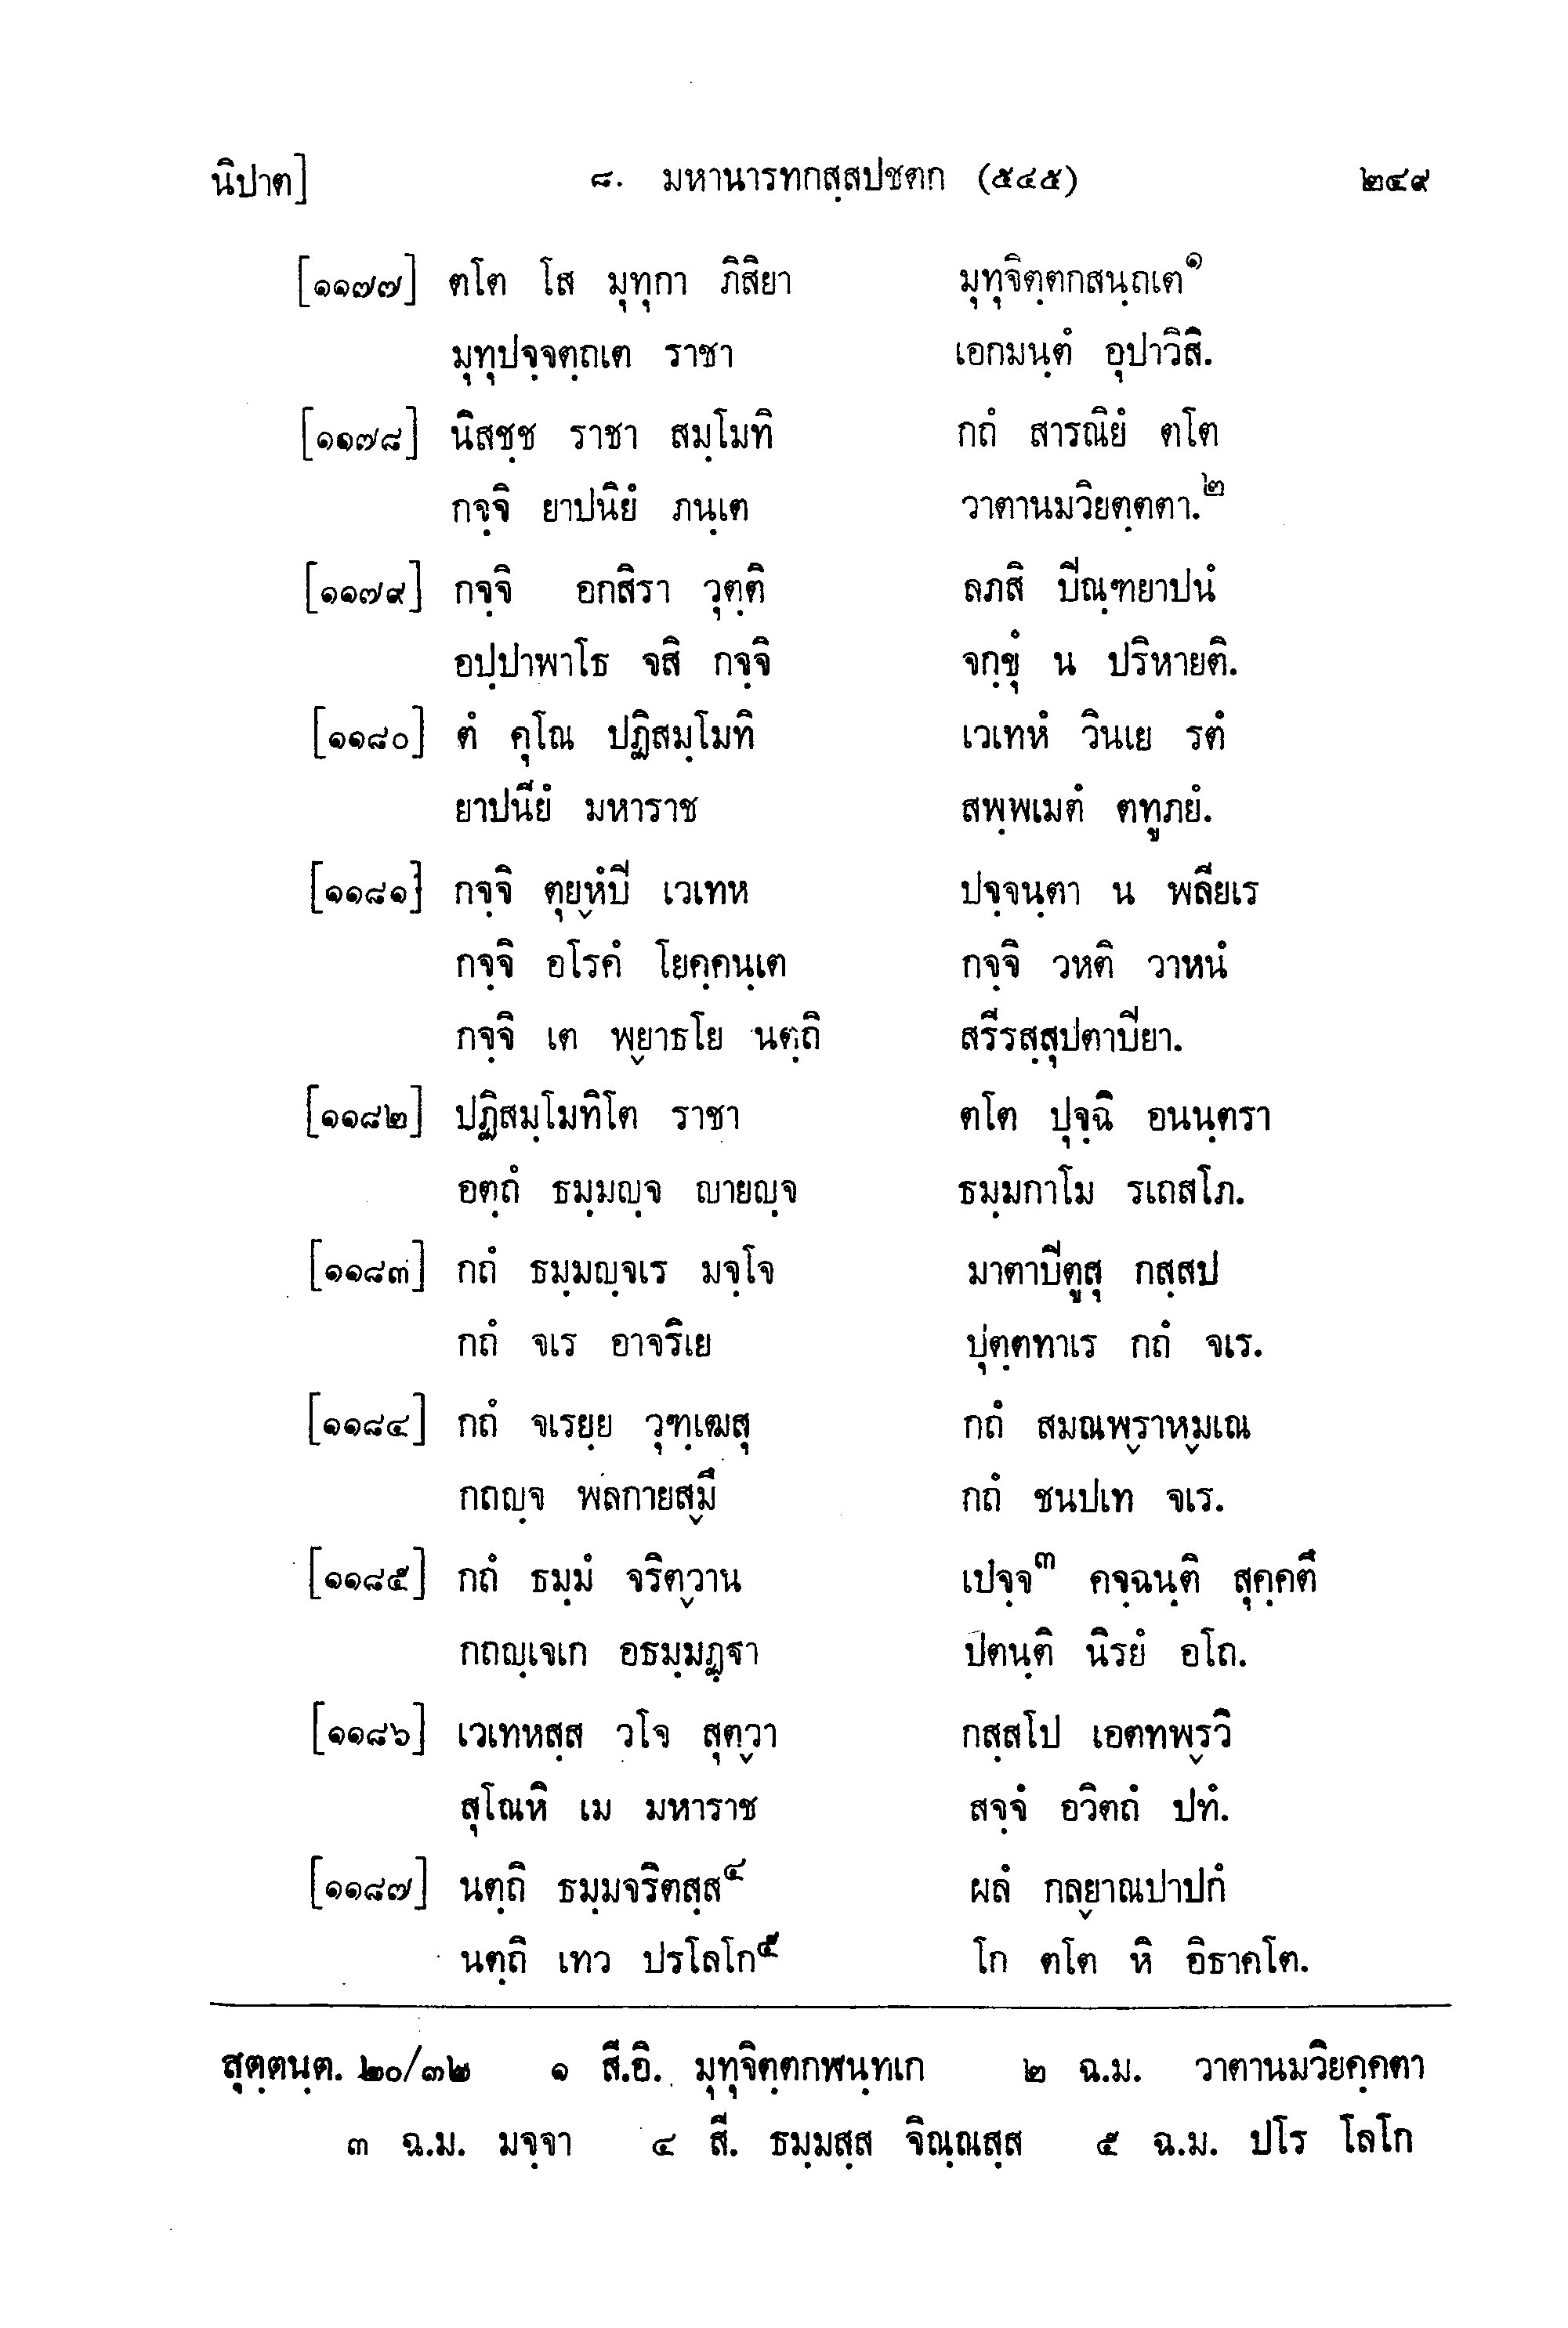 นิปาต] ๘. มหานารทกสฺสปชตก (๕๔๕) ๒๔๙
[๑๑๗๗] ตโต โส มุทุกา ภิสิยา มุทุจิตฺตกสนฺถเต๑
มุทุปจฺจตฺถเต ราชา เอกมนฺตํ อุปาวิสิ.
[๑๑๗๘] นิสชฺช ราชา สมฺโมทิ กถํ สารณียํ ตโต
กจฺจิ ยาปนียํ ภนฺเต วาตานมวิยตฺตตา.๒
[๑๑๗๙] กจฺจิ อกสิรา วุตฺติ ลภสิ ปิณฺฑยาปนํ
อปฺปาพาโธ จสิ กจฺจิ จกฺขุํ น ปริหายติ.
[๑๑๘๐] ตํ คุโณ ปฏิสมฺโมทิ เวเทหํ วินเย รตํ
ยาปนียํ มหาราช สพฺพเมตํ ตทูภยํ.
[๑๑๘๑] กจฺจิ ตุยฺหํปิ เวเทห ปจฺจนฺตา น พลียเร
กจฺจิ อโรคํ โยคฺคนฺเต กจฺจิ วหติ วาหนํ
กจฺจิ เต พฺยาธโย นตฺถิ สรีรสฺสุปตาปิยา.
[๑๑๘๒] ปฏิสมฺโมทิโต ราชา ตโต ปุจฺฉิ อนนฺตรา
อตฺถํ ธมฺมญฺจ ญายญฺจ ธมฺมกาโม รเถสโภ.
[๑๑๘๓] กถํ ธมฺมญฺจเร มจฺโจ มาตาปิตูสุ กสฺสป
กถํ จเร อาจริเย ปุตฺตทาเร กถํ จเร.
[๑๑๘๔] กถํ จเรยฺย วุฑฺเฒสุ กถํ สมณพฺราหฺมเณ
กถญฺจ พลกายสฺมึ กถํ ชนปเท จเร.
[๑๑๘๕] กถํ ธมฺมํ จริตฺวาน เปจฺจ๓ คจฺฉนฺติ สุคฺคตึ
กถญฺเจเก อธมฺมฏฺฐา ปตนฺติ นิรยํ อโถ.
[๑๑๘๖] เวเทหสฺส วโจ สุตฺวา กสฺสโป เอตทพฺรวิ
สุโณหิ เม มหาราช สจฺจํ อวิตถํ ปทํ.
[๑๑๘๗] นตฺถิ ธมฺมจริตสฺส๔ ผลํ กลฺยาณปาปกํ
นตฺถิ เทว ปรโลโก๕ โก ตโต หิ อิธาคโต.
สุตฺตนฺต. ๒๐/๓๒ ๑ สี.อิ. มุทุจิตฺตกฬนฺทเก ๒ ฉ.ม. วาตานมวิยคฺคตา
๓ ฉ.ม. มจฺจา ๔ สี. ธมฺมสฺส จิณฺณสฺส ๕ ฉ.ม. ปโร โลโก